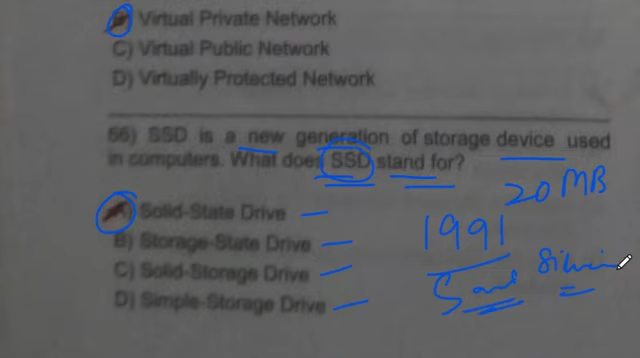 Virtual Private Network
C) Virtual Public Network
D) Virtually Protected Network
66) SSD is a new generation of storage device used
in computers. What does SSD stand for?
20 MB
Solid-State Drive
1991
B) Storage-State Drive
C) Solid-Storage Drive
D) Simple-Storage Drive